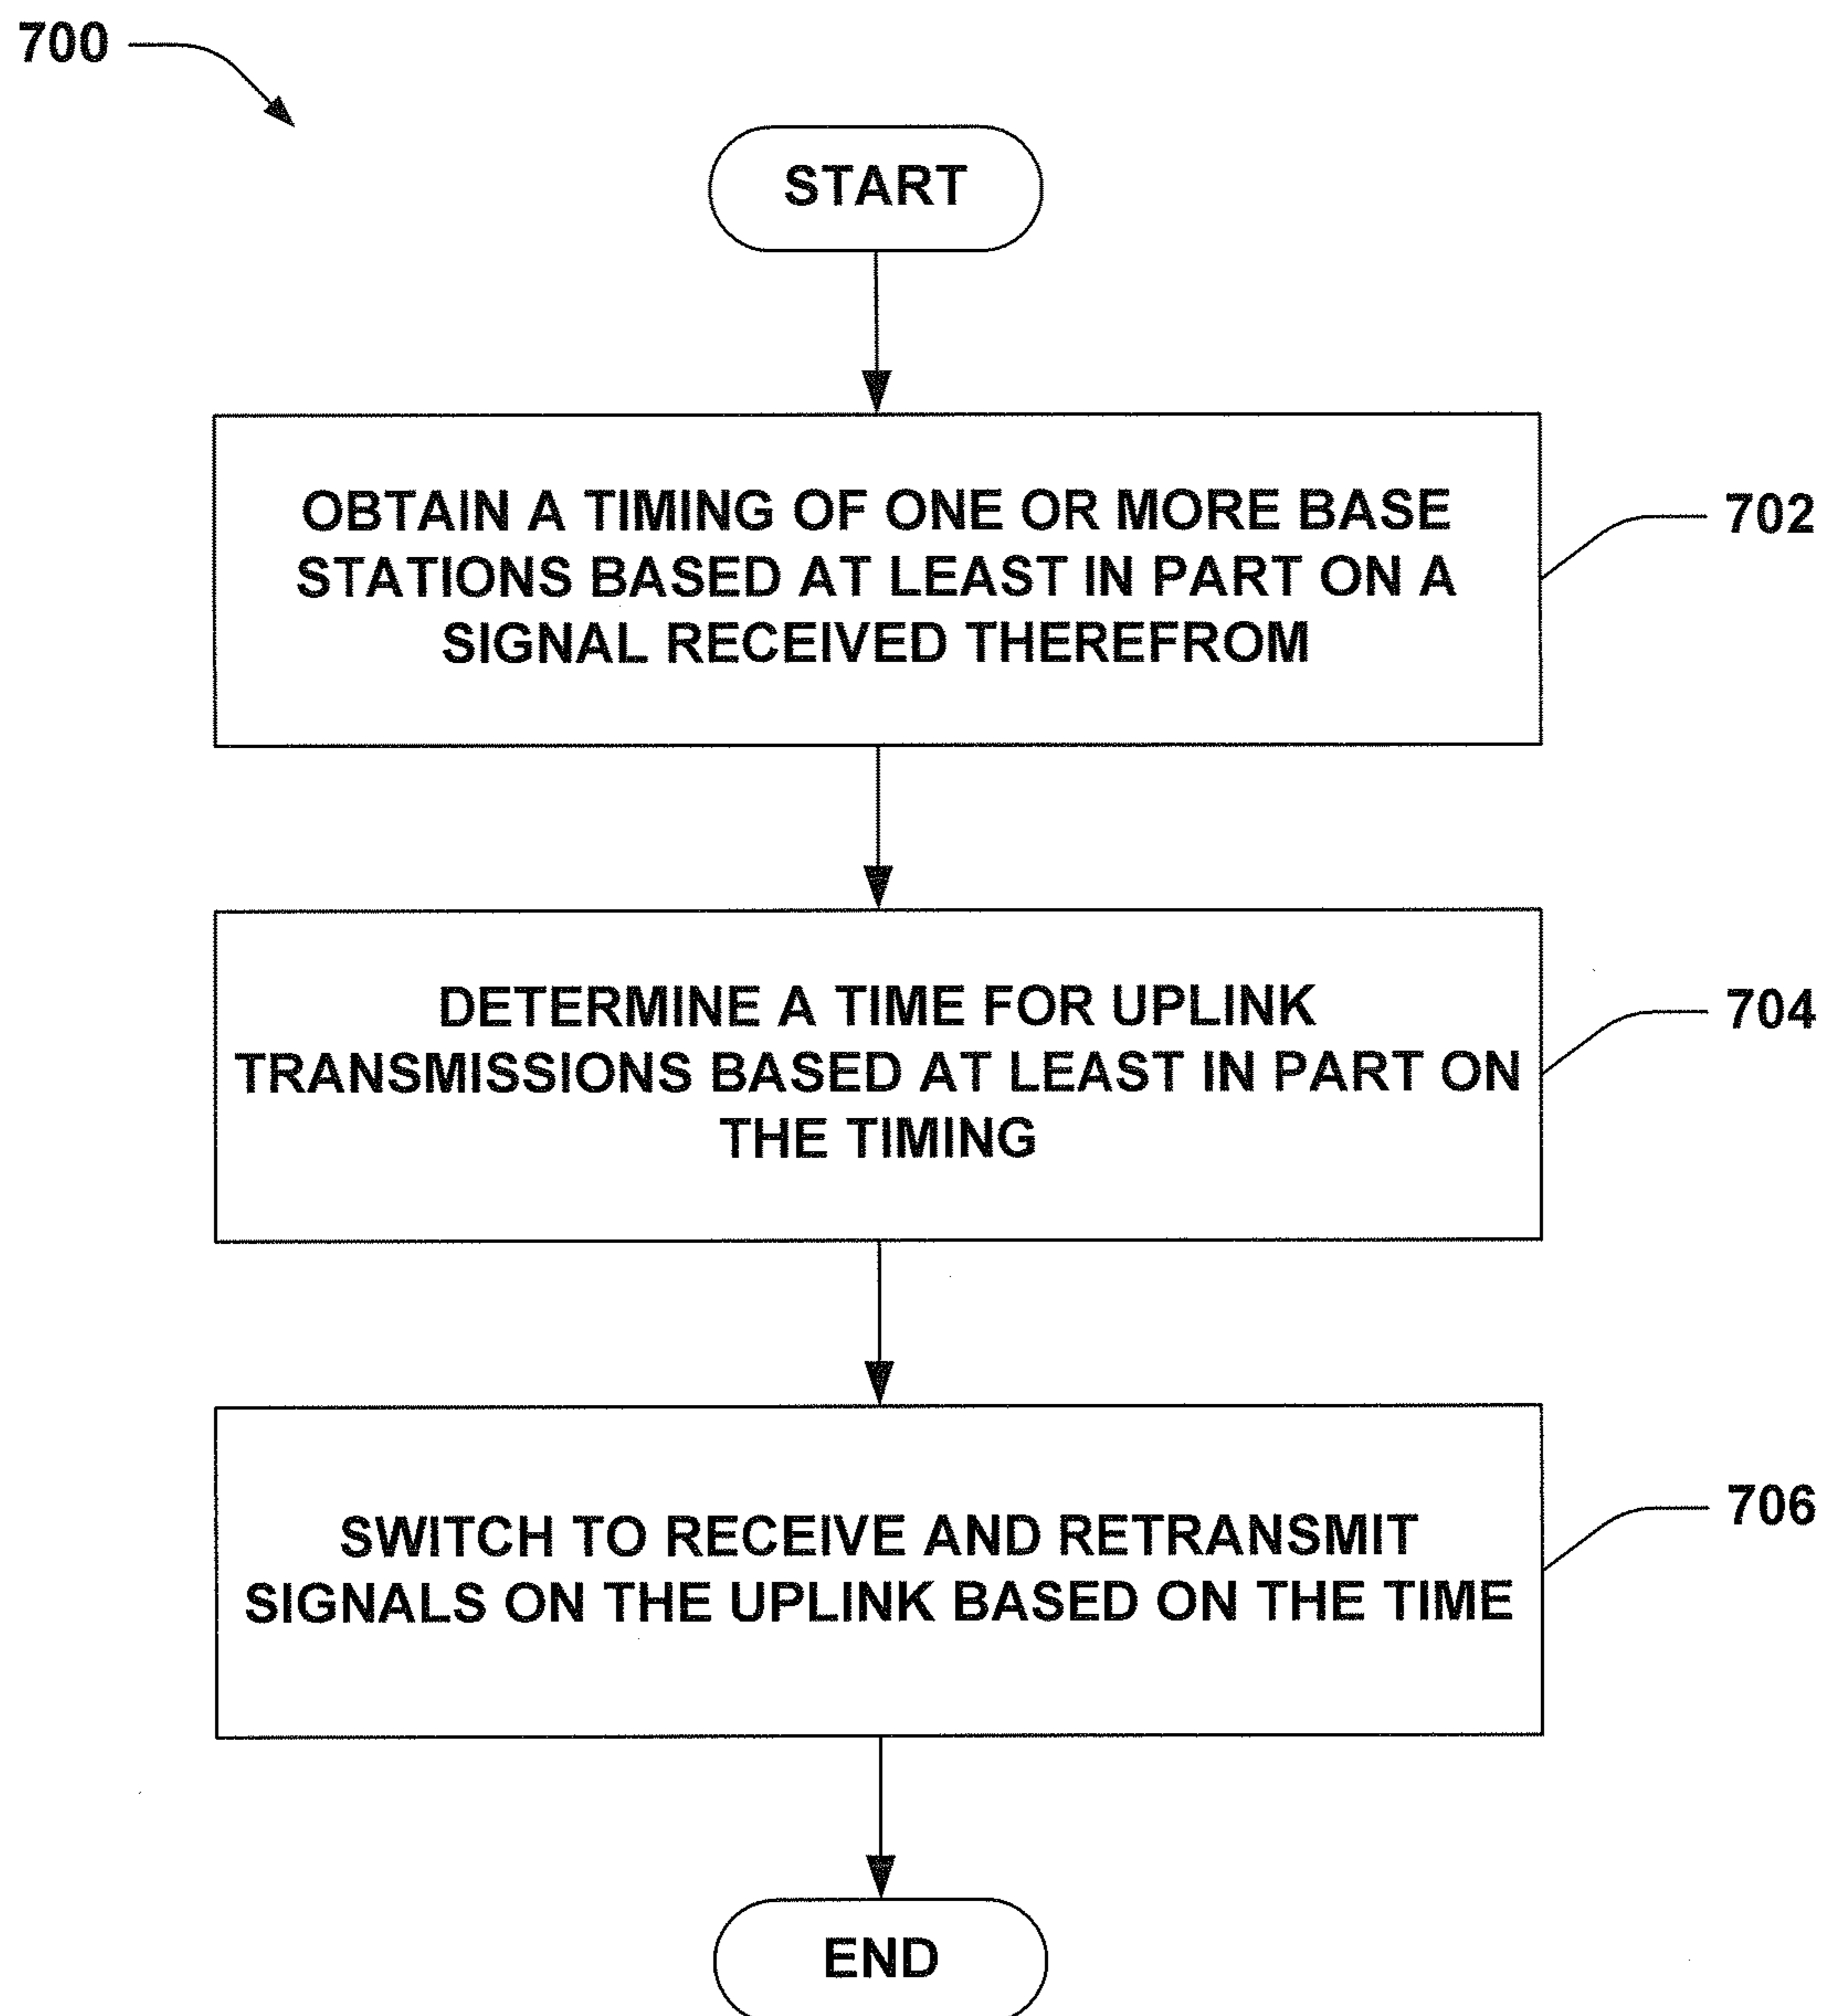 700
START
OBTAIN A TIMING OF ONE OR MORE BASE
STATIONS BASED AT LEAST IN PART ON A
SIGNAL RECEIVED THEREFROM
702
DETERMINE A TIME FOR UPLINK
TRANSMISSIONS BASED AT LEAST IN PART ON
THE TIMING
704
SWITCH TO RECEIVE AND RETRANSMIT
SIGNALS ON THE UPLINK BASED ON THE TIME
706
END